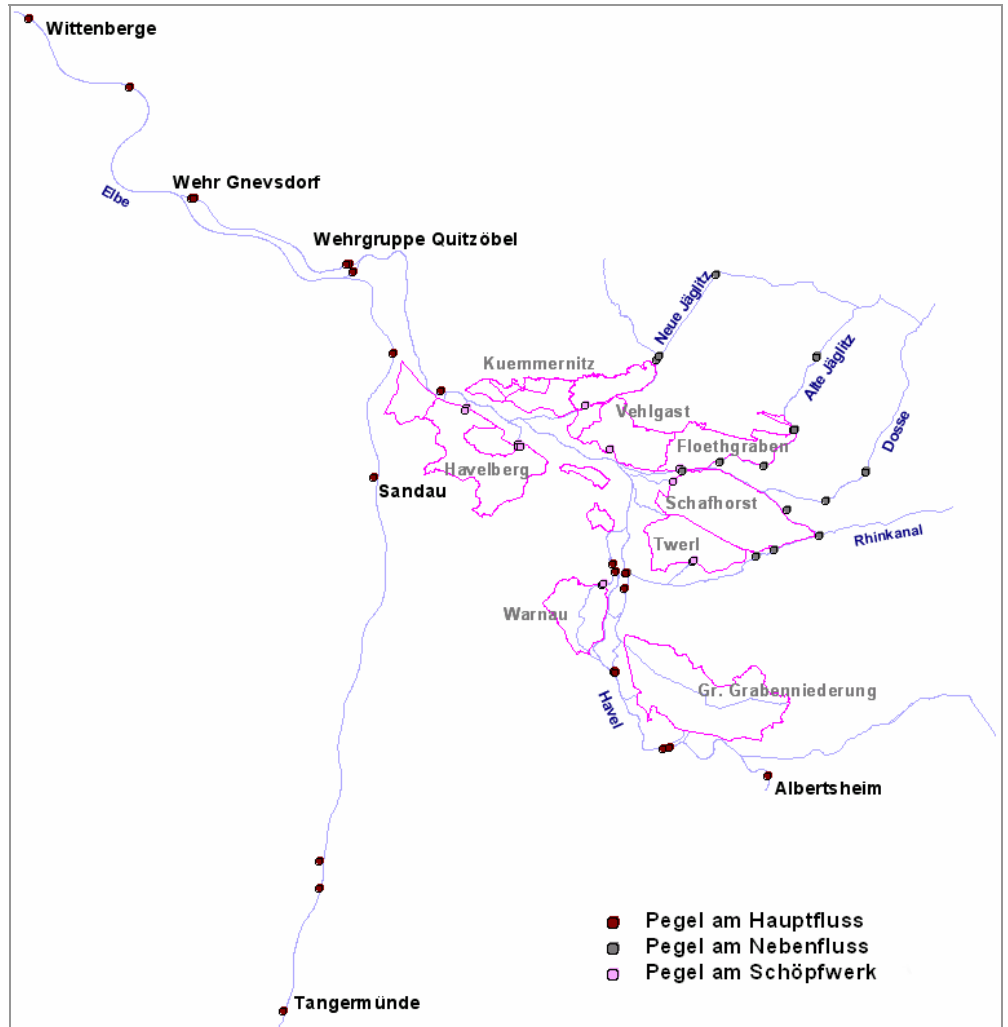 Wittenberge
Wehr Gnevsdorf
Elbe
Wehrgruppe Quitzöbel
Neue Jäglitz
Kuemmernitz
Alte Jäglitz
Vehlgast
Dosse
Floethgraben
Havelberg
Sandau
Schafhorst
Rhinkanal
Twerl
Warnau
Gr. Grabenniederung
Havel
Albertsheim
Pegel am Hauptfluss
Pegel am Nebenfluss
Pegel am Schöpfwerk
Tangermünde